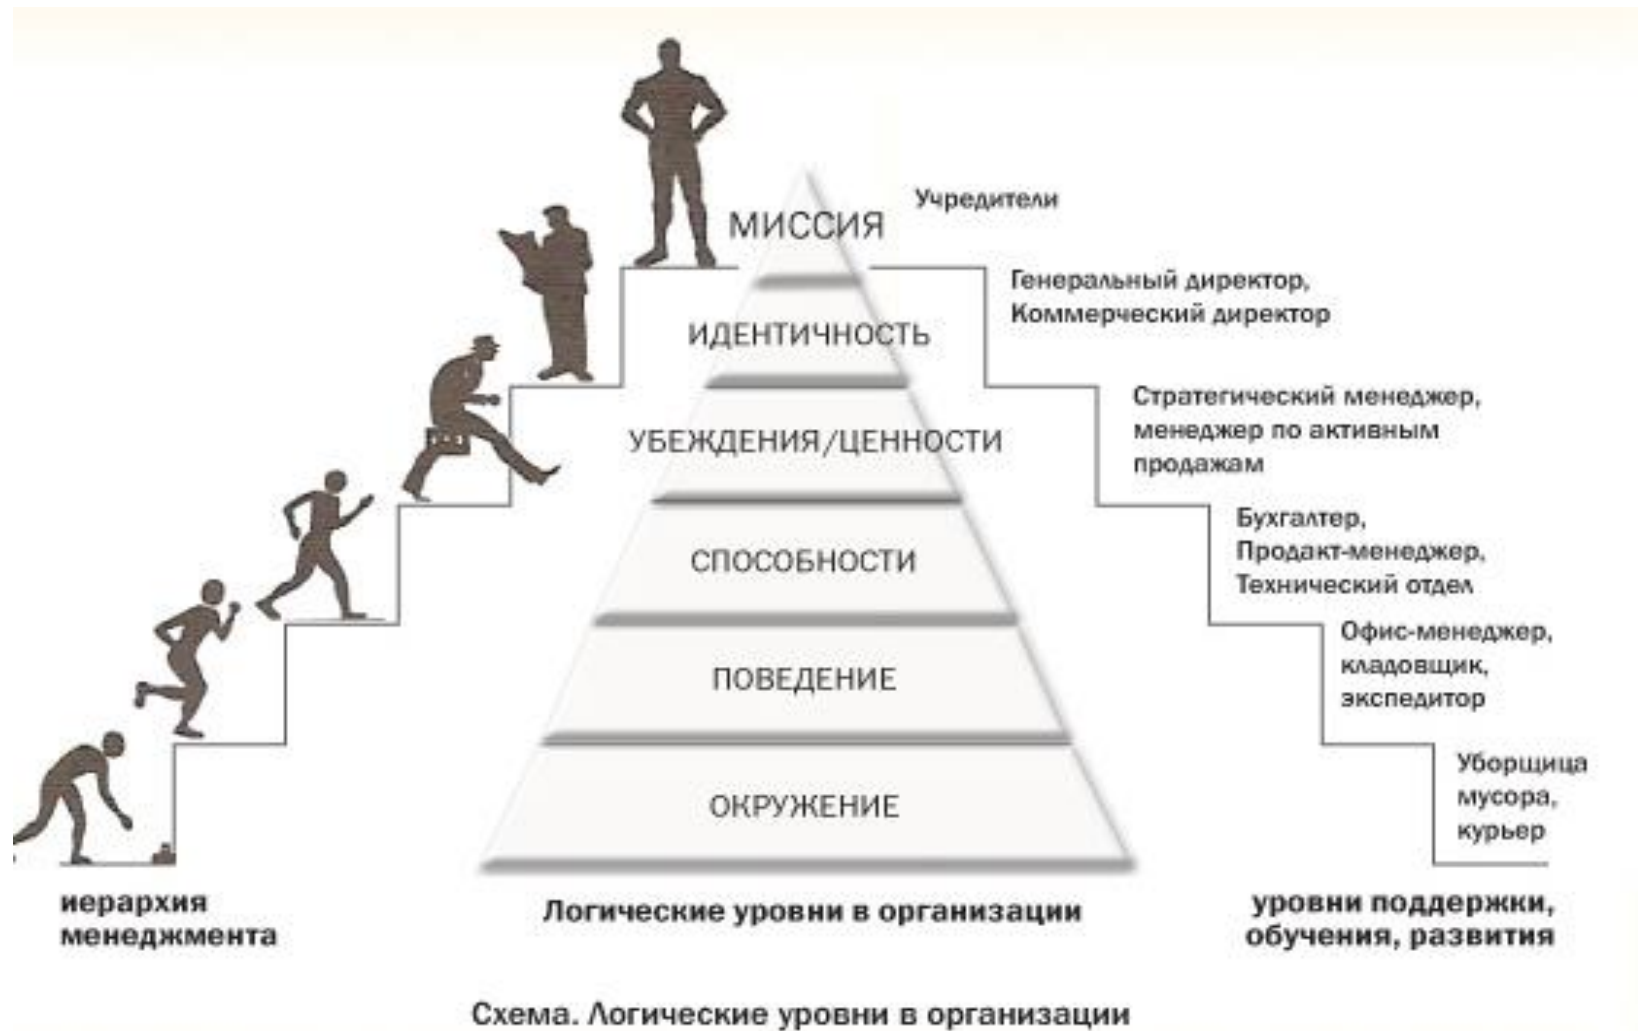 Учредители
МИССИЯ
Генеральный директор,
Коммерческий директор
ИДЕНТИЧНОСТЬ
Стратегический менеджер,
менеджер по активным
продажам
УБЕЖДЕНИЯ/ЦЕННОСТИ
Бухгалтер,
Продакт-менеджер,
Технический отдел
СПОСОБНОСТИ
Офис-менеджер,
кладовщик,
экспедитор
ПОВЕДЕНИЕ
Уборщица
мусора,
курьер
ОКРУЖЕНИЕ
иерархия
менеджмента
Логические уровни в организации
уровни поддержки,
обучения, развития
Схема. Логические уровни в организации